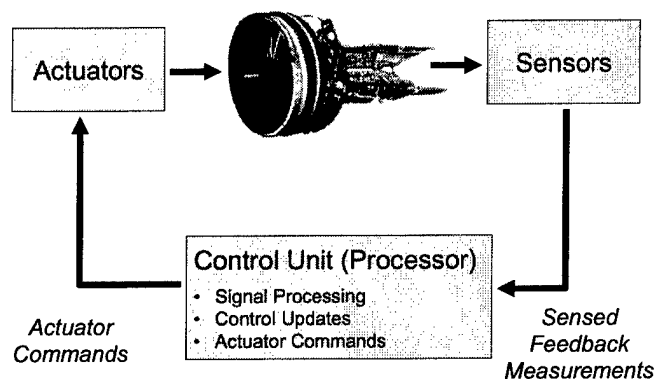 Actuators
Sensors
Control Unit (Processor)
• Signal Processing
• Control Updates
• Actuator Commands
Actuator
Commands
Sensed
Feedback
Measurements